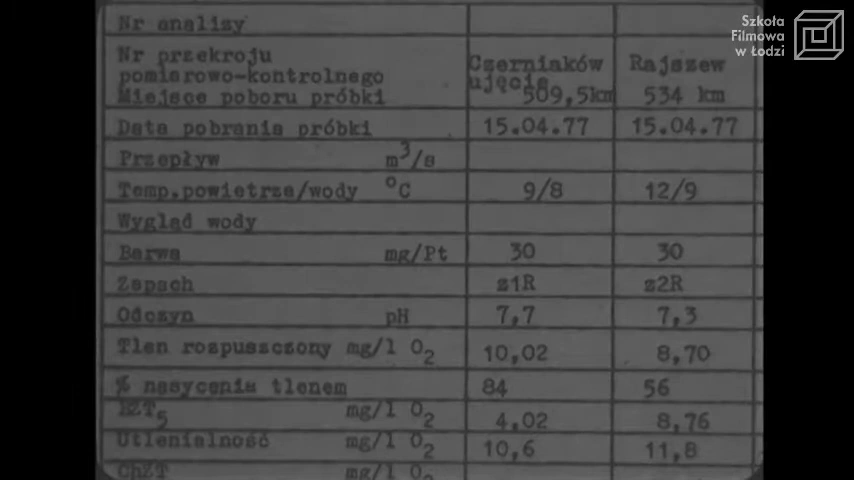 Szkoła
Filmowa
w Łodzi
Nr analizy
Nr przekroju
pomiarowo-kontrolnego
Miejsce poboru próbki
Czerniaków
ujęcie
509,5km
Rajszew
534 km
Data pobrania próbki 15.04.77 15.04.77
Przepływ m³/s
Temp.powietrza/wody °C 9/8 12/9
Wygląd wody
Barwa mg/Pt 30 30
Zapach z1R z2R
Odczyn pH 7,7 7,3
Tlen rozpuszczony mg/l O₂ 10,02 8,70
% nasycenia tlenem 84 56
BZT₅ mg/l O₂ 4,02 8,76
Utlenialność mg/l O₂ 10,6 11,8
ChZT mg/l O₂